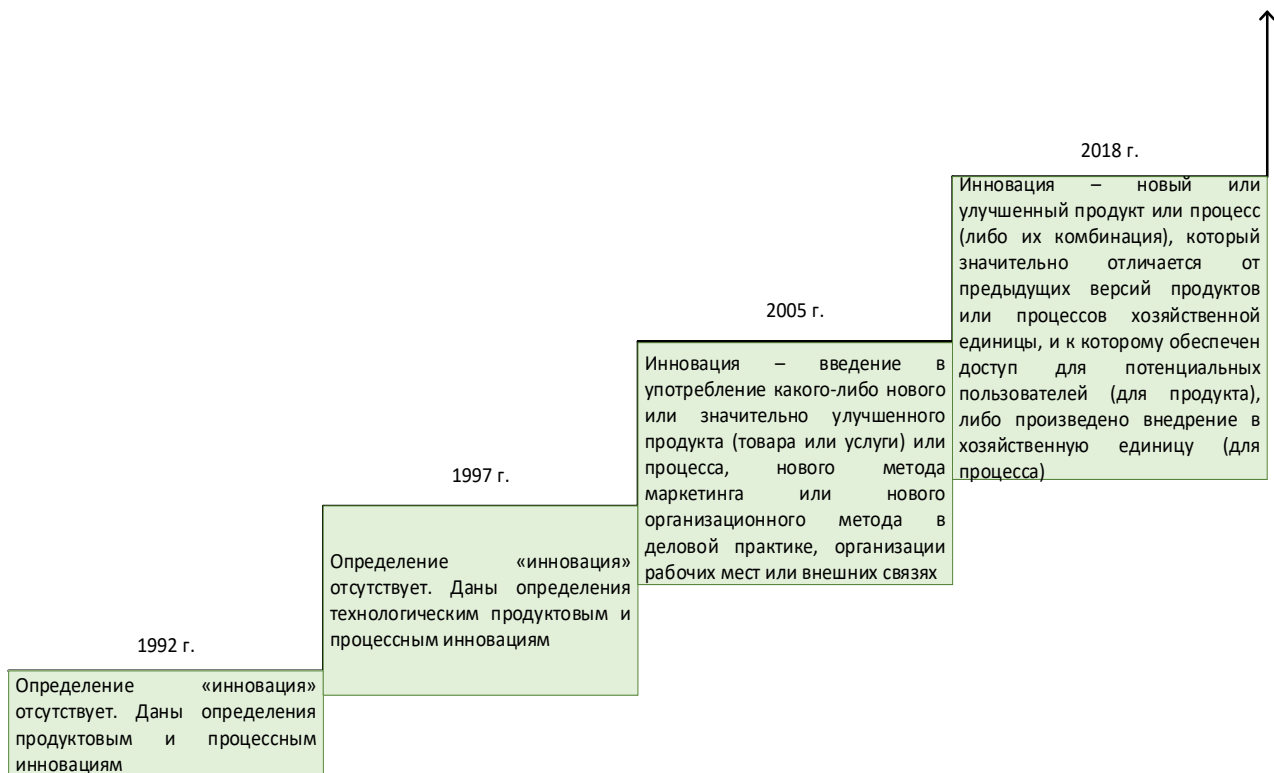 2018 г.
Инновация – новый или
улучшенный продукт или процесс
(либо их комбинация), который
значительно отличается от
предыдущих версий продуктов
или процессов хозяйственной
единицы, и к которому обеспечен
доступ для потенциальных
пользователей (для продукта),
либо произведено внедрение в
хозяйственную единицу (для
процесса)
2005 г.
Инновация – введение в
употребление какого-либо нового
или значительно улучшенного
продукта (товара или услуги) или
процесса, нового метода
маркетинга или нового
организационного метода в
деловой практике, организации
рабочих мест или внешних связях
1997 г.
Определение «инновация»
отсутствует. Даны определения
технологическим продуктовым и
процессным инновациям
1992 г.
Определение «инновация»
отсутствует. Даны определения
продуктовым и процессным
инновациям